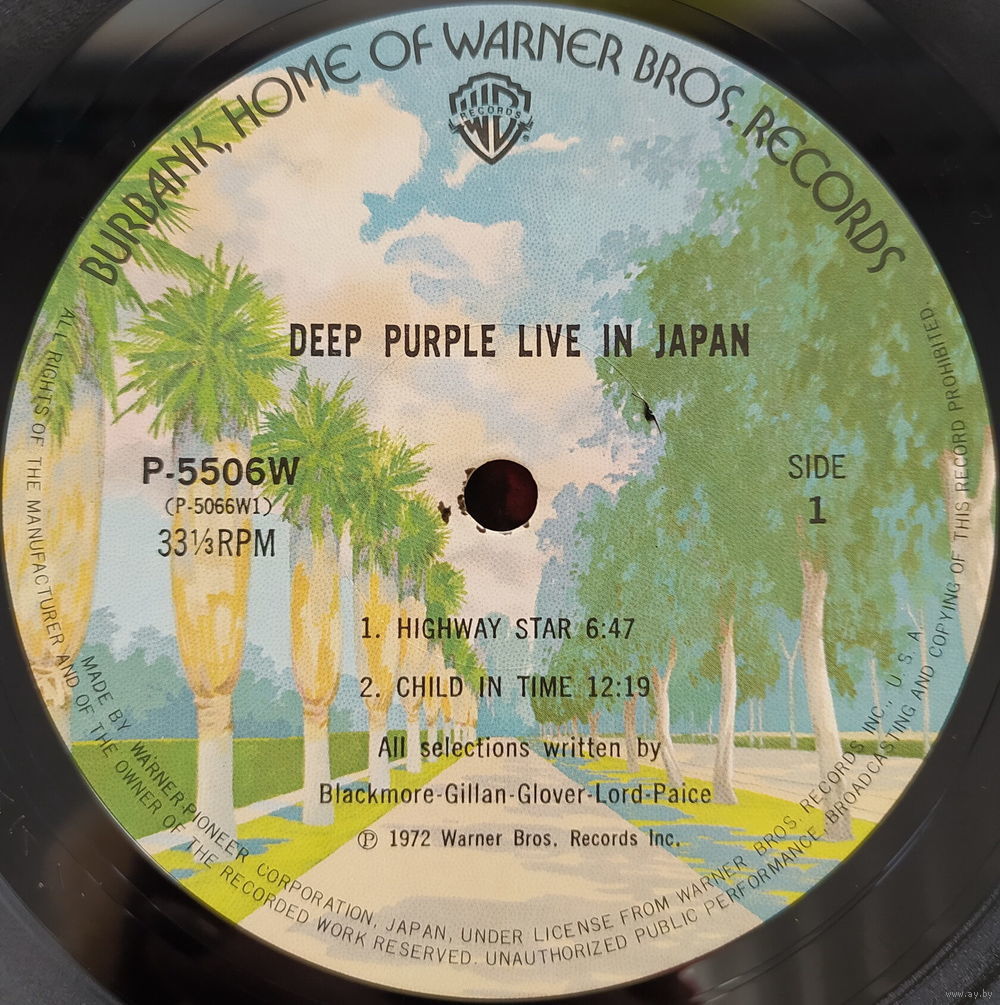 BURBANK, HOME OF WARNER BROS. RECORDS
W B
RECORDS
®
DEEP PURPLE LIVE IN JAPAN
P-5506W
(P-5066W1)
33⅓RPM
SIDE
1
1. HIGHWAY STAR 6:47
2. CHILD IN TIME 12:19
All selections written by
Blackmore-Gillan-Glover-Lord-Paice
℗ 1972 Warner Bros. Records Inc.
MADE BY WARNER-PIONEER CORPORATION, JAPAN, UNDER LICENSE FROM WARNER BROS. RECORDS INC., U. S. A
ALL RIGHTS OF THE MANUFACTURER AND OF THE OWNER OF THE RECORDED WORK RESERVED. UNAUTHORIZED PUBLIC PERFORMANCE BROADCASTING AND COPYING OF THIS RECORD PROHIBITED.
www.ay.by